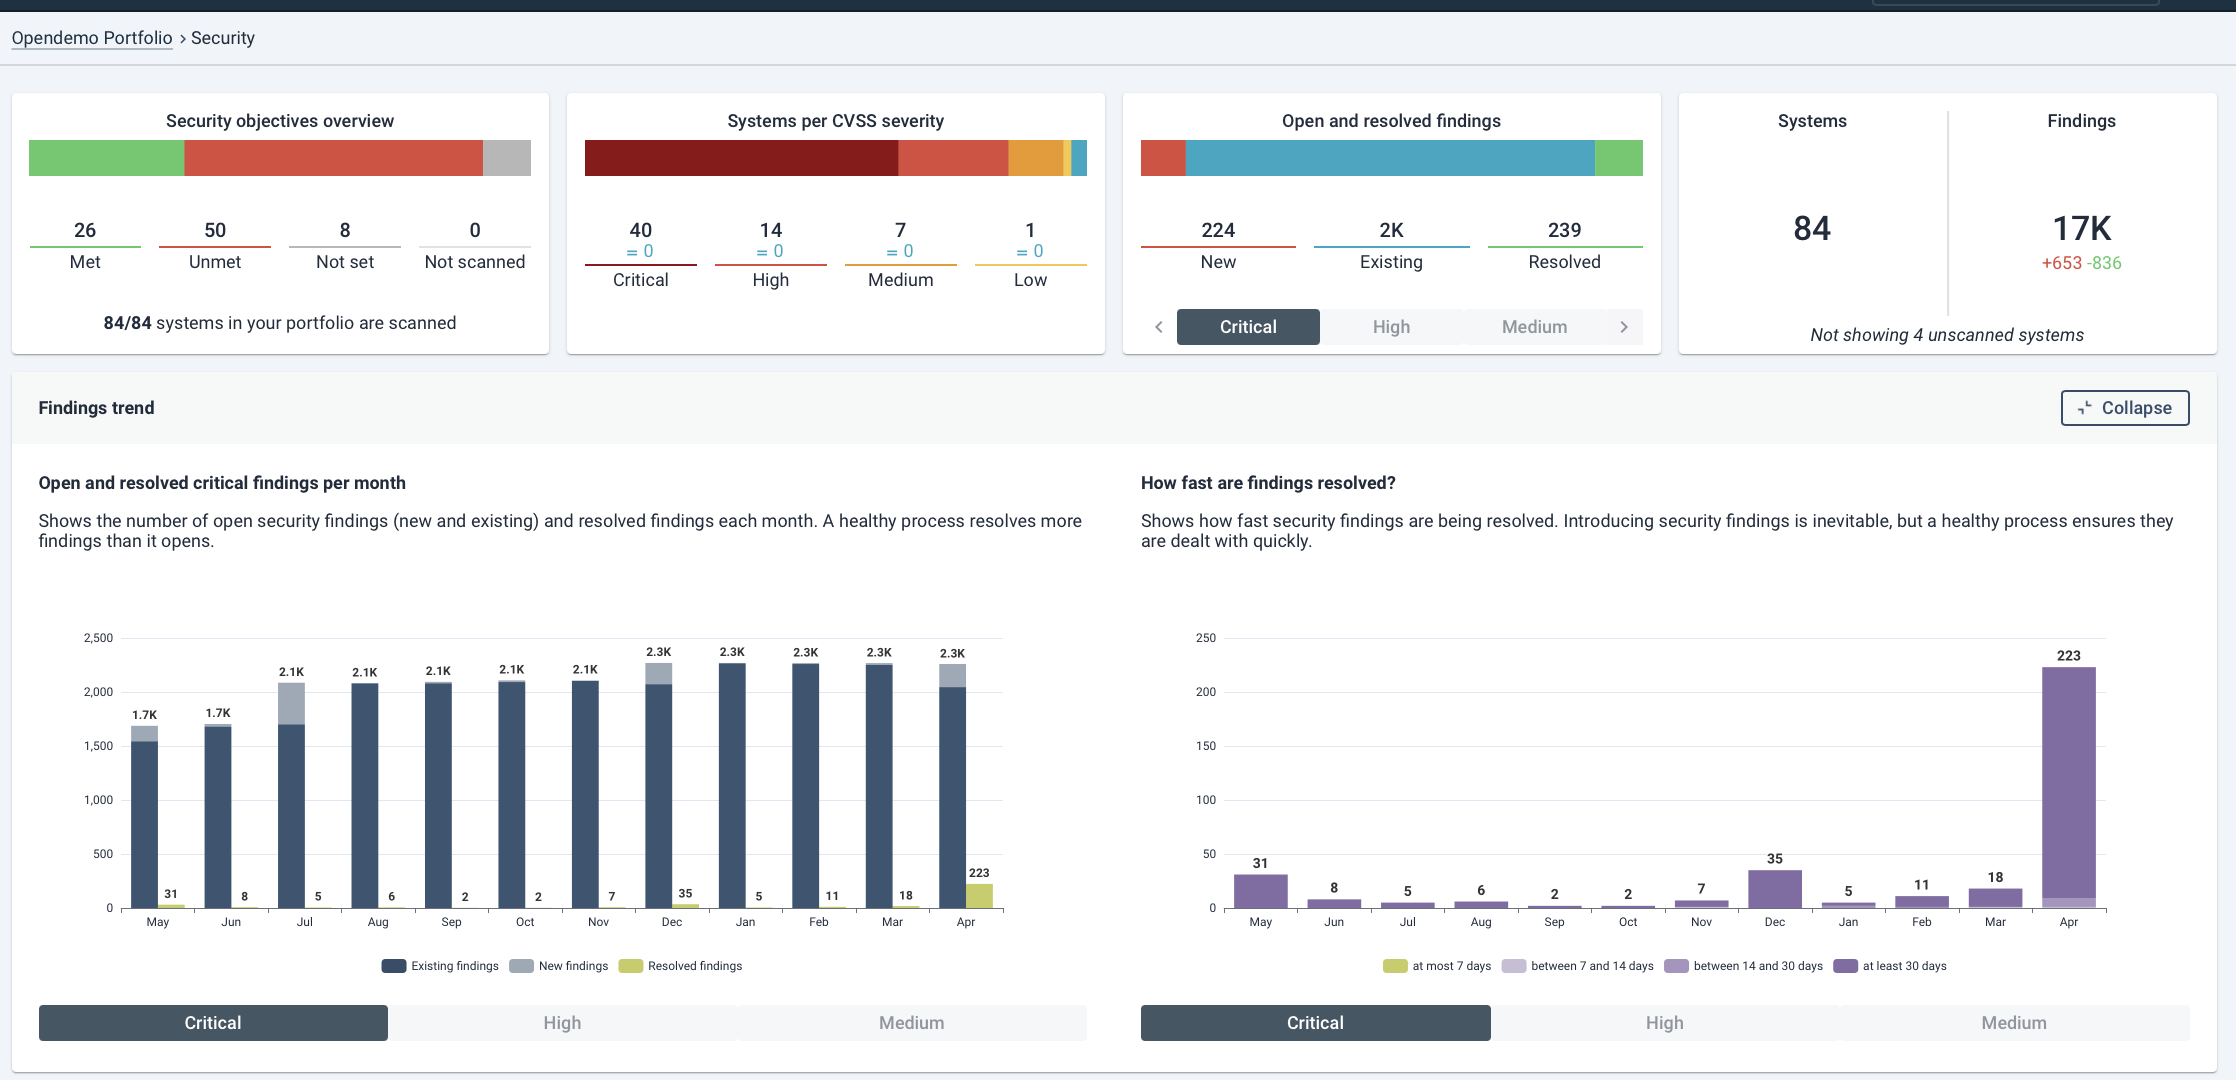 Opendemo Portfolio > Security
Security objectives overview
26
Met
50
Unmet
8
Not set
0
Not scanned
84/84 systems in your portfolio are scanned
Systems per CVSS severity
40
= 0
Critical
14
= 0
High
7
= 0
Medium
1
= 0
Low
Open and resolved findings
224
New
2K
Existing
239
Resolved
Critical
High
Medium
Systems
84
Findings
17K
+653 -836
Not showing 4 unscanned systems
Findings trend
Collapse
Open and resolved critical findings per month
Shows the number of open security findings (new and existing) and resolved findings each month. A healthy process resolves more
findings than it opens.
2,500
2,000
1,500
1,000
500
0
1.7K
1.7K
2.1K
2.1K
2.1K
2.1K
2.1K
2.3K
2.3K
2.3K
2.3K
2.3K
31
8
5
6
2
2
7
35
5
11
18
223
May
Jun
Jul
Aug
Sep
Oct
Nov
Dec
Jan
Feb
Mar
Apr
Existing findings
New findings
Resolved findings
Critical
High
Medium
How fast are findings resolved?
Shows how fast security findings are being resolved. Introducing security findings is inevitable, but a healthy process ensures they
are dealt with quickly.
250
200
150
100
50
0
31
8
5
6
2
2
7
35
5
11
18
223
May
Jun
Jul
Aug
Sep
Oct
Nov
Dec
Jan
Feb
Mar
Apr
at most 7 days
between 7 and 14 days
between 14 and 30 days
at least 30 days
Critical
High
Medium